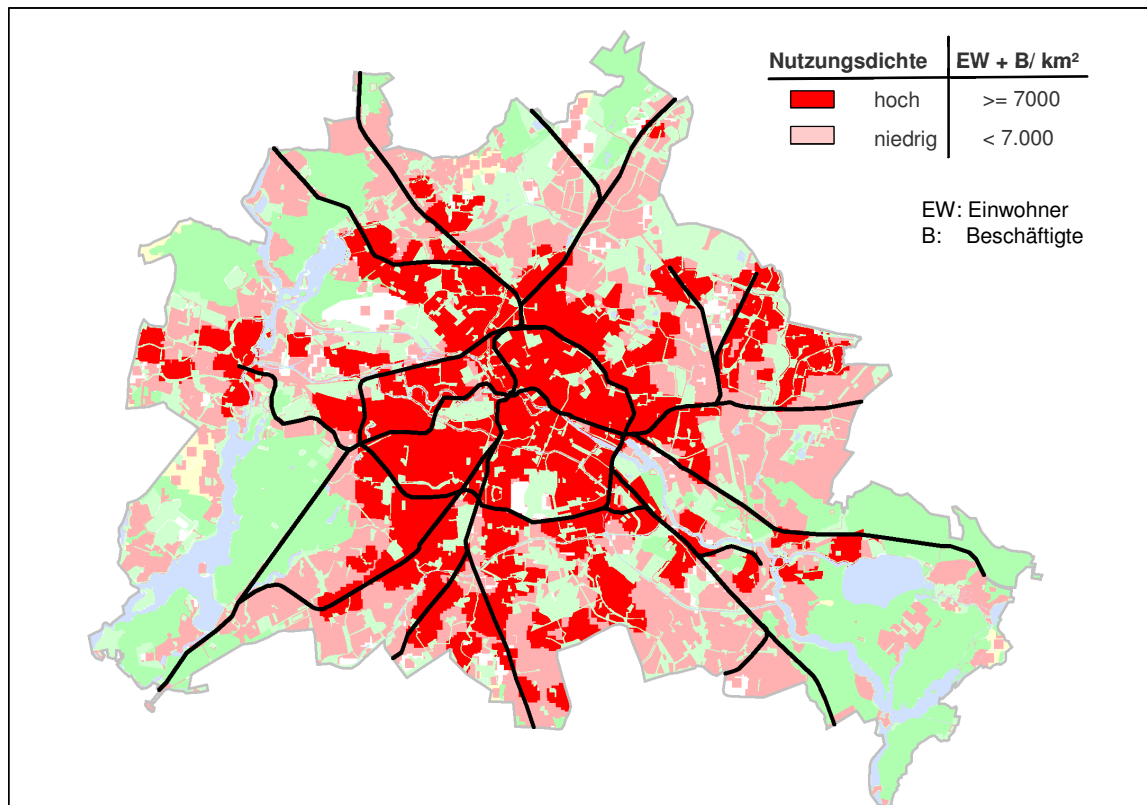 Nutzungsdichte EW + B/ km²
hoch >= 7000
niedrig < 7.000
EW: Einwohner
B: Beschäftigte